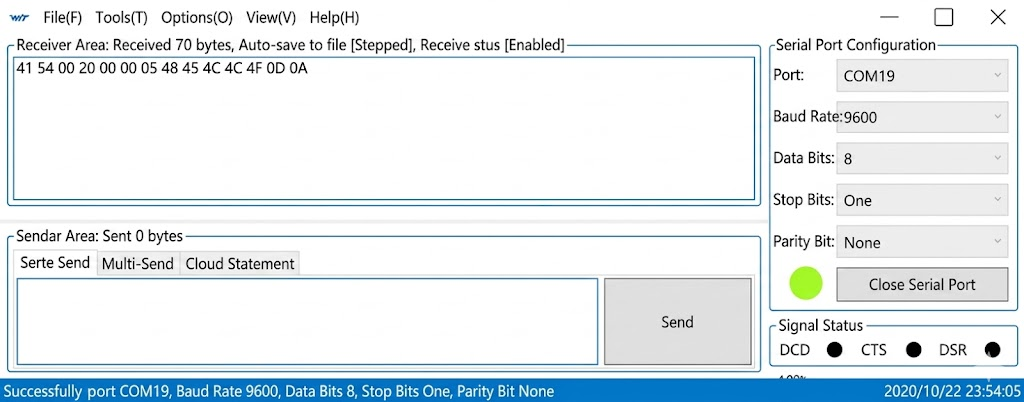 WIT File(F) Tools(T) Options(O) View(V) Help(H)
Receiver Area: Received 70 bytes, Auto-save to file [Stepped], Receive stus [Enabled]
41 54 00 20 00 00 05 48 45 4C 4C 4F 0D 0A
Sendar Area: Sent 0 bytes
Serte Send Multi-Send Cloud Statement
Send
Serial Port Configuration
Port: COM19
Baud Rate: 9600
Data Bits: 8
Stop Bits: One
Parity Bit: None
Close Serial Port
Signal Status
DCD CTS DSR
Successfully port COM19, Baud Rate 9600, Data Bits 8, Stop Bits One, Parity Bit None 2020/10/22 23:54:05